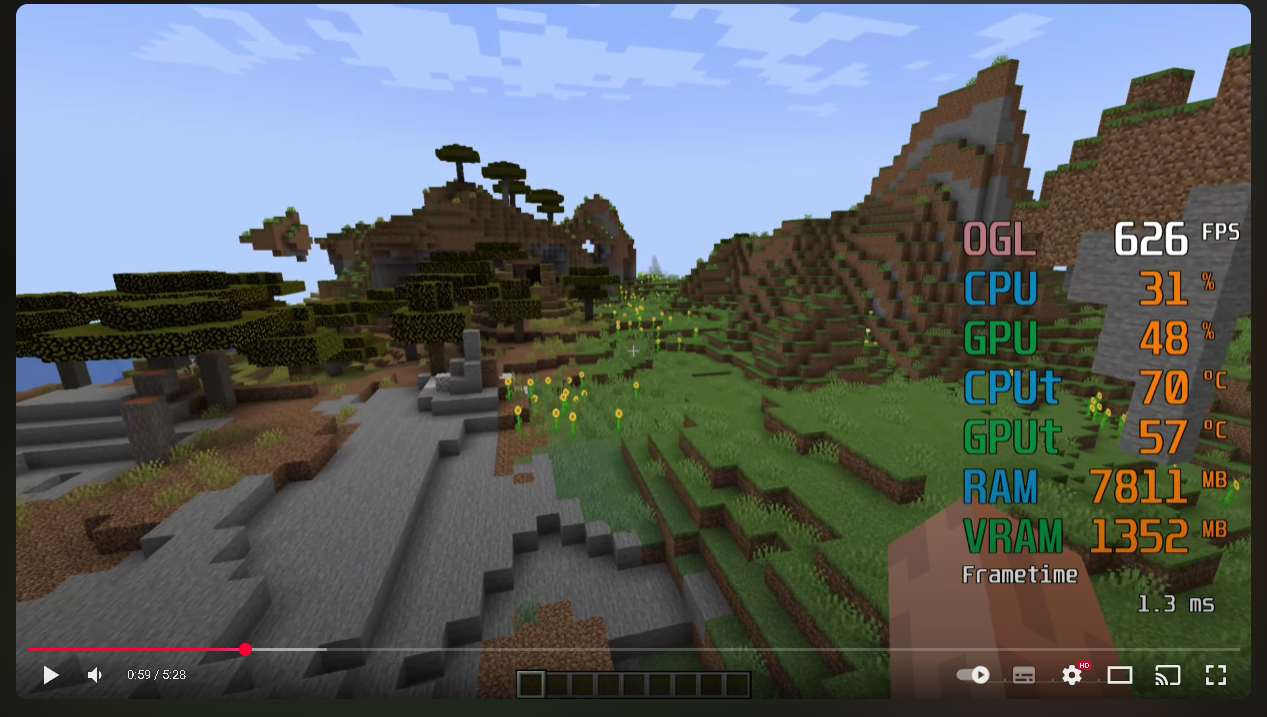 OGL 626 FPS
CPU 31 %
GPU 48 %
CPUt 70 °C
GPUt 57 °C
RAM 7811 MB
VRAM 1352 MB
Frametime
1.3 ms
0:59 / 5:28
HD